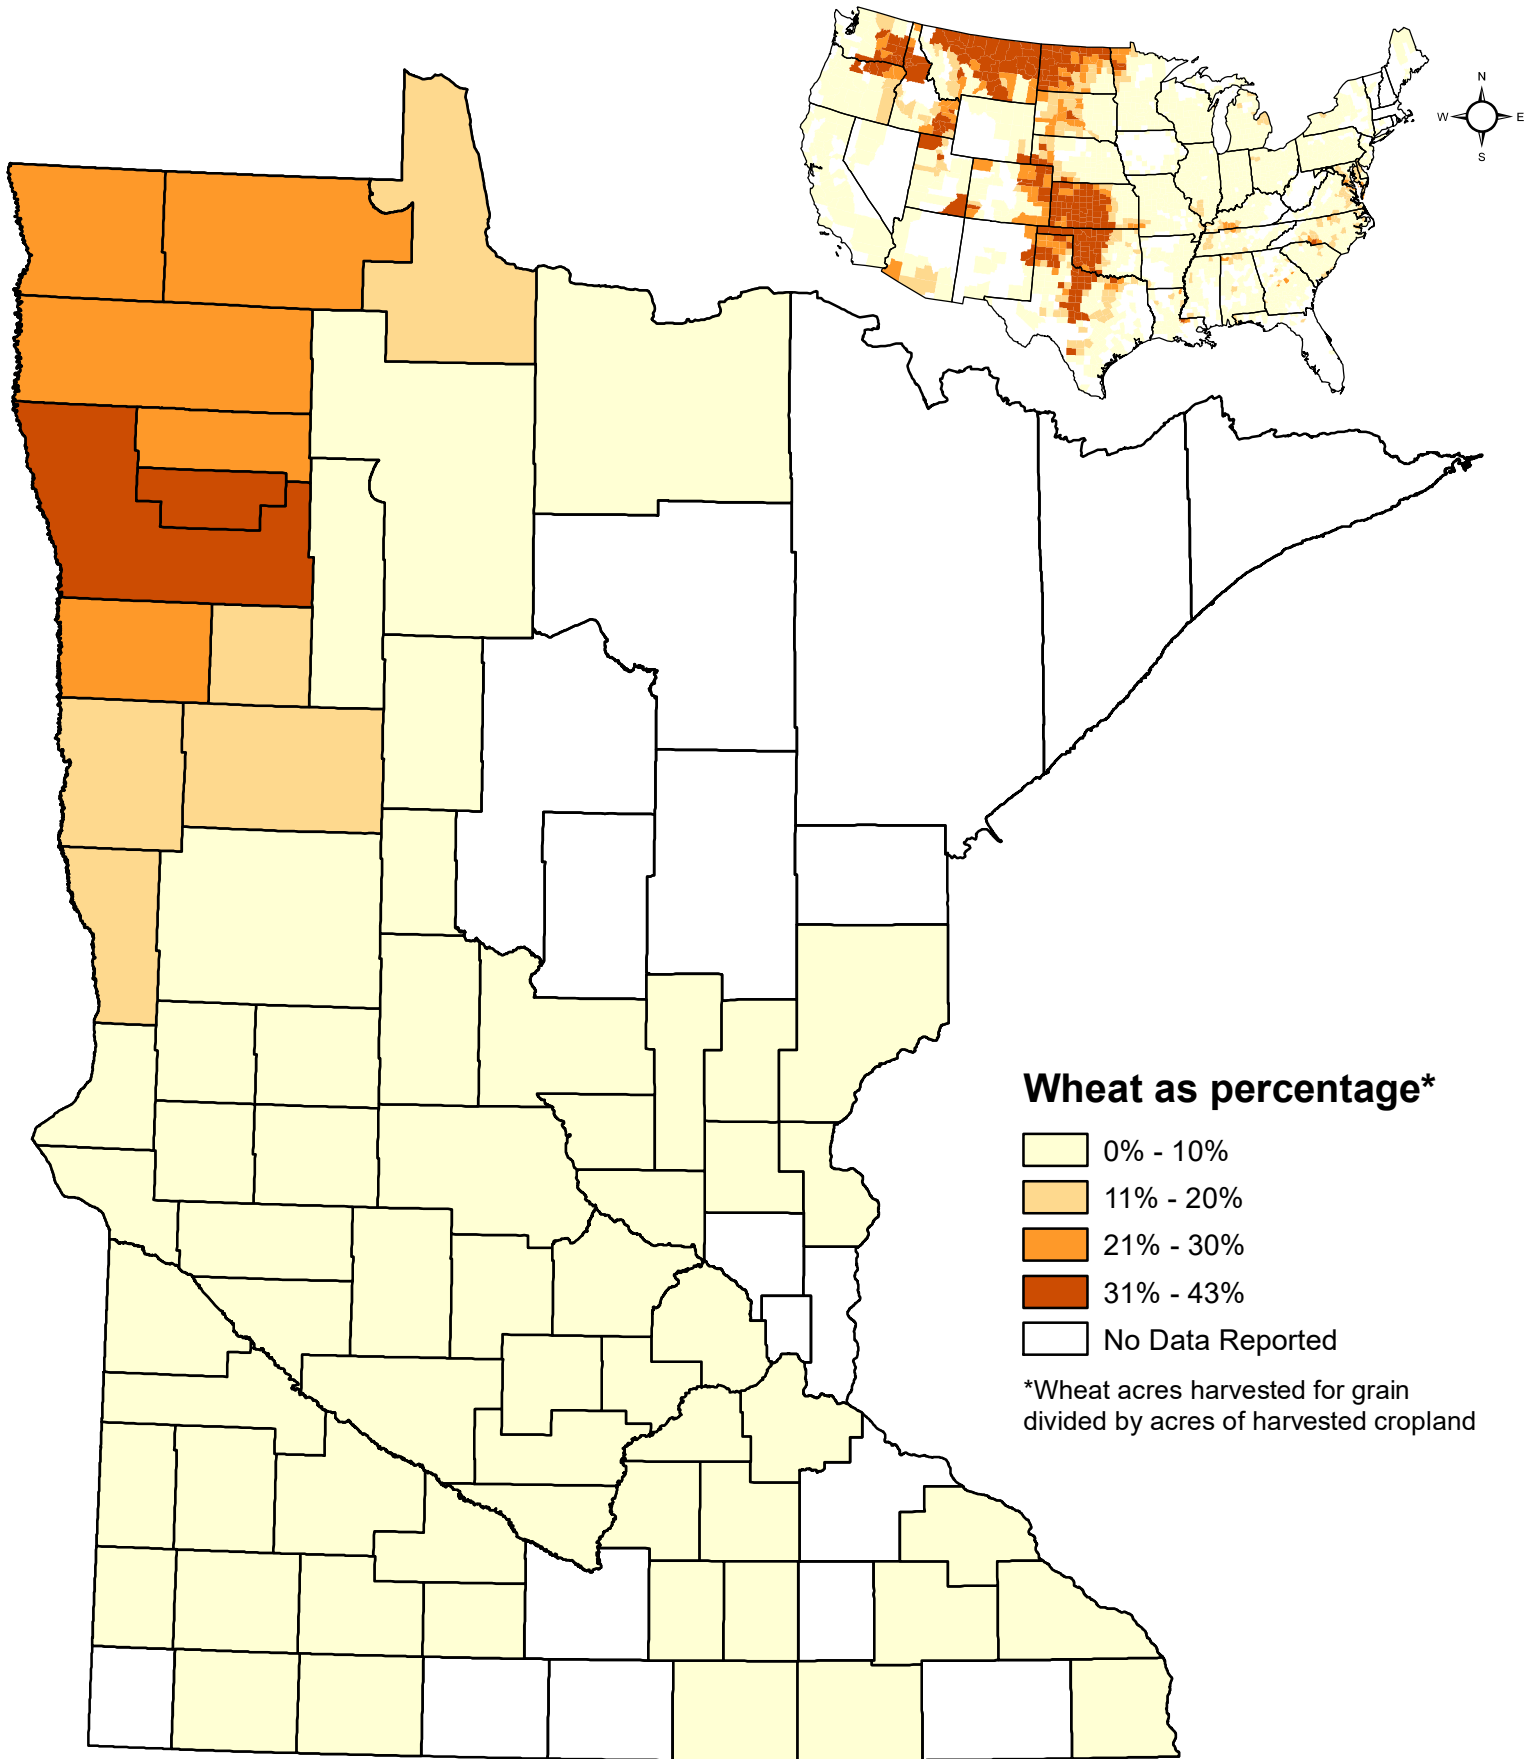 N
W E
S
Wheat as percentage*
0% - 10%
11% - 20%
21% - 30%
31% - 43%
No Data Reported
*Wheat acres harvested for grain
divided by acres of harvested cropland